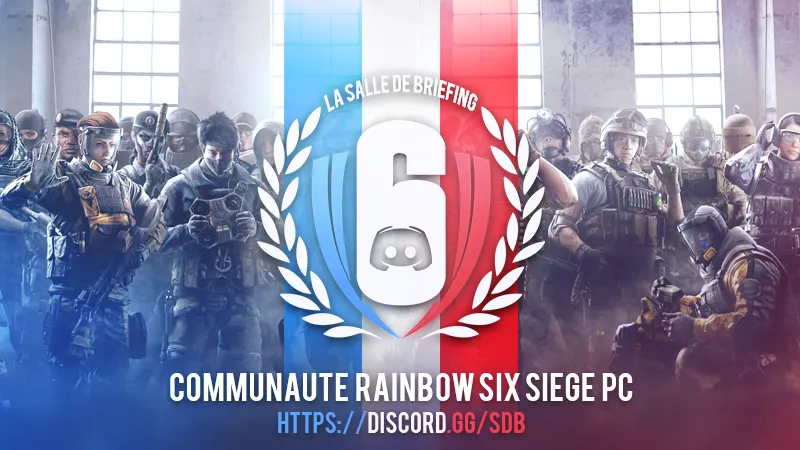 LA SALLE DE BRIEFING
6
COMMUNAUTE RAINBOW SIX SIEGE PC
HTTPS://DISCORD.GG/SDB